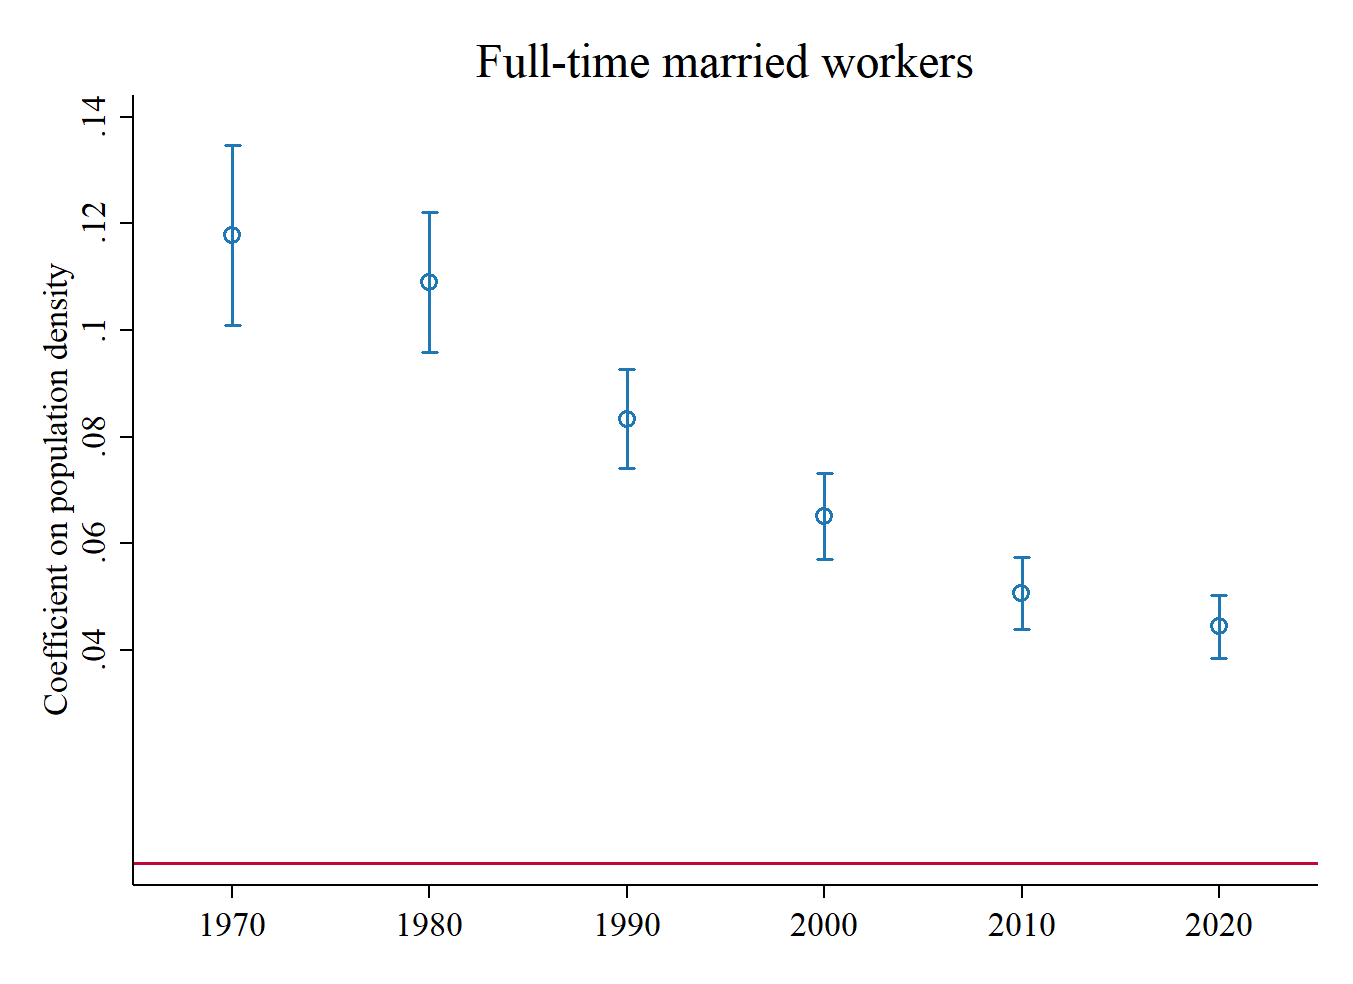 Full-time married workers
Coefficient on population density
.14
.12
.1
.08
.06
.04
1970 1980 1990 2000 2010 2020